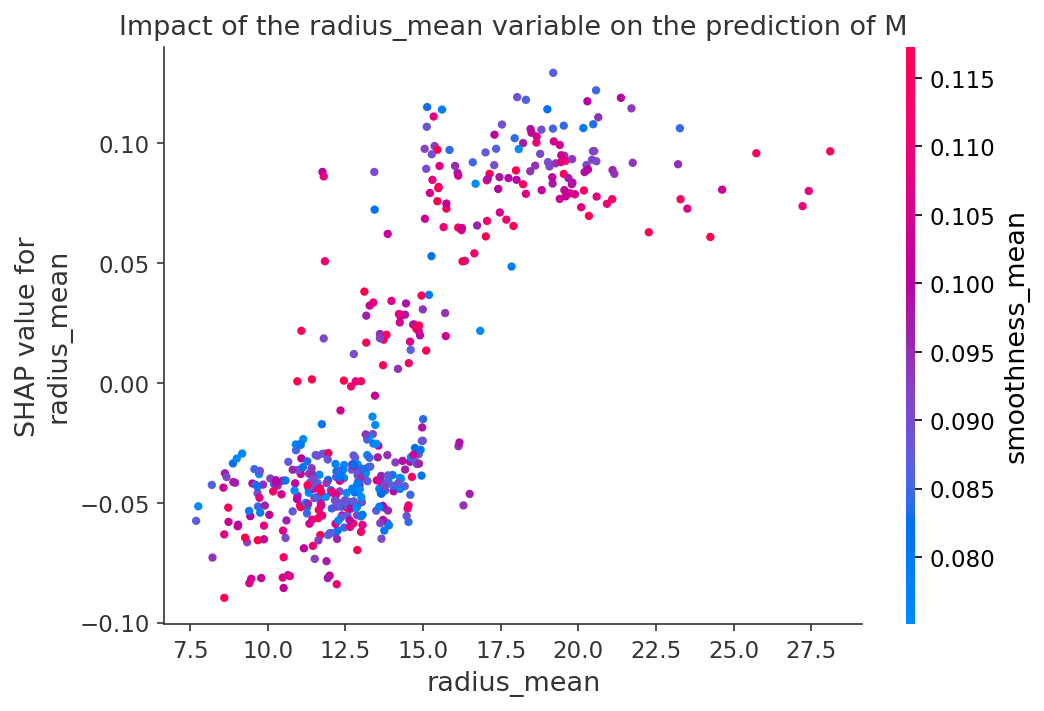 Impact of the radius_mean variable on the prediction of M
SHAP value for
radius_mean
0.10
0.05
0.00
−0.05
−0.10
7.5 10.0 12.5 15.0 17.5 20.0 22.5 25.0 27.5
radius_mean
0.115
0.110
0.105
0.100
0.095
0.090
0.085
0.080
smoothness_mean